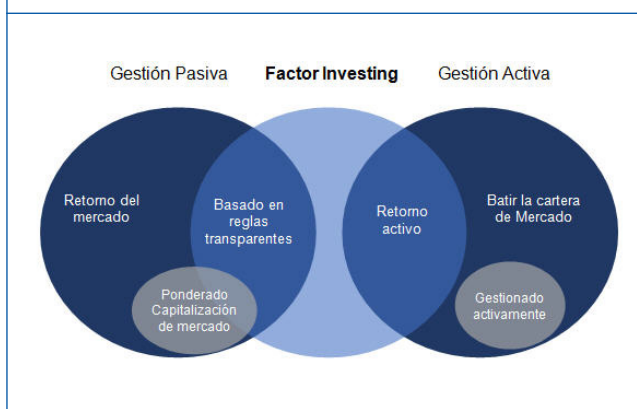 Gestión Pasiva
Factor Investing
Gestión Activa
Retorno del
mercado
Basado en
reglas
transparentes
Retorno
activo
Batir la cartera
de Mercado
Ponderado
Capitalización
de mercado
Gestionado
activamente